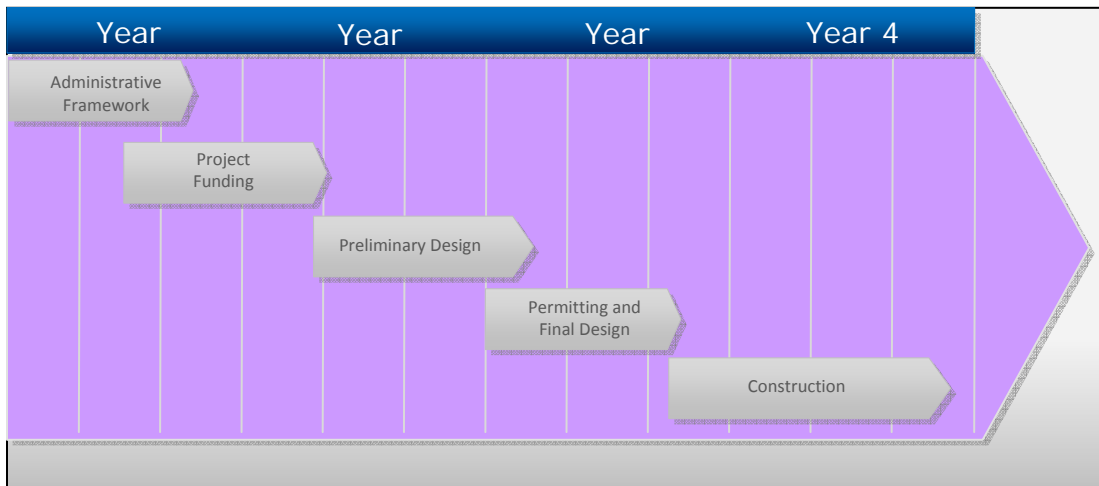 Year Year Year Year 4
Administrative
Framework
Project
Funding
Preliminary Design
Permitting and
Final Design
Construction